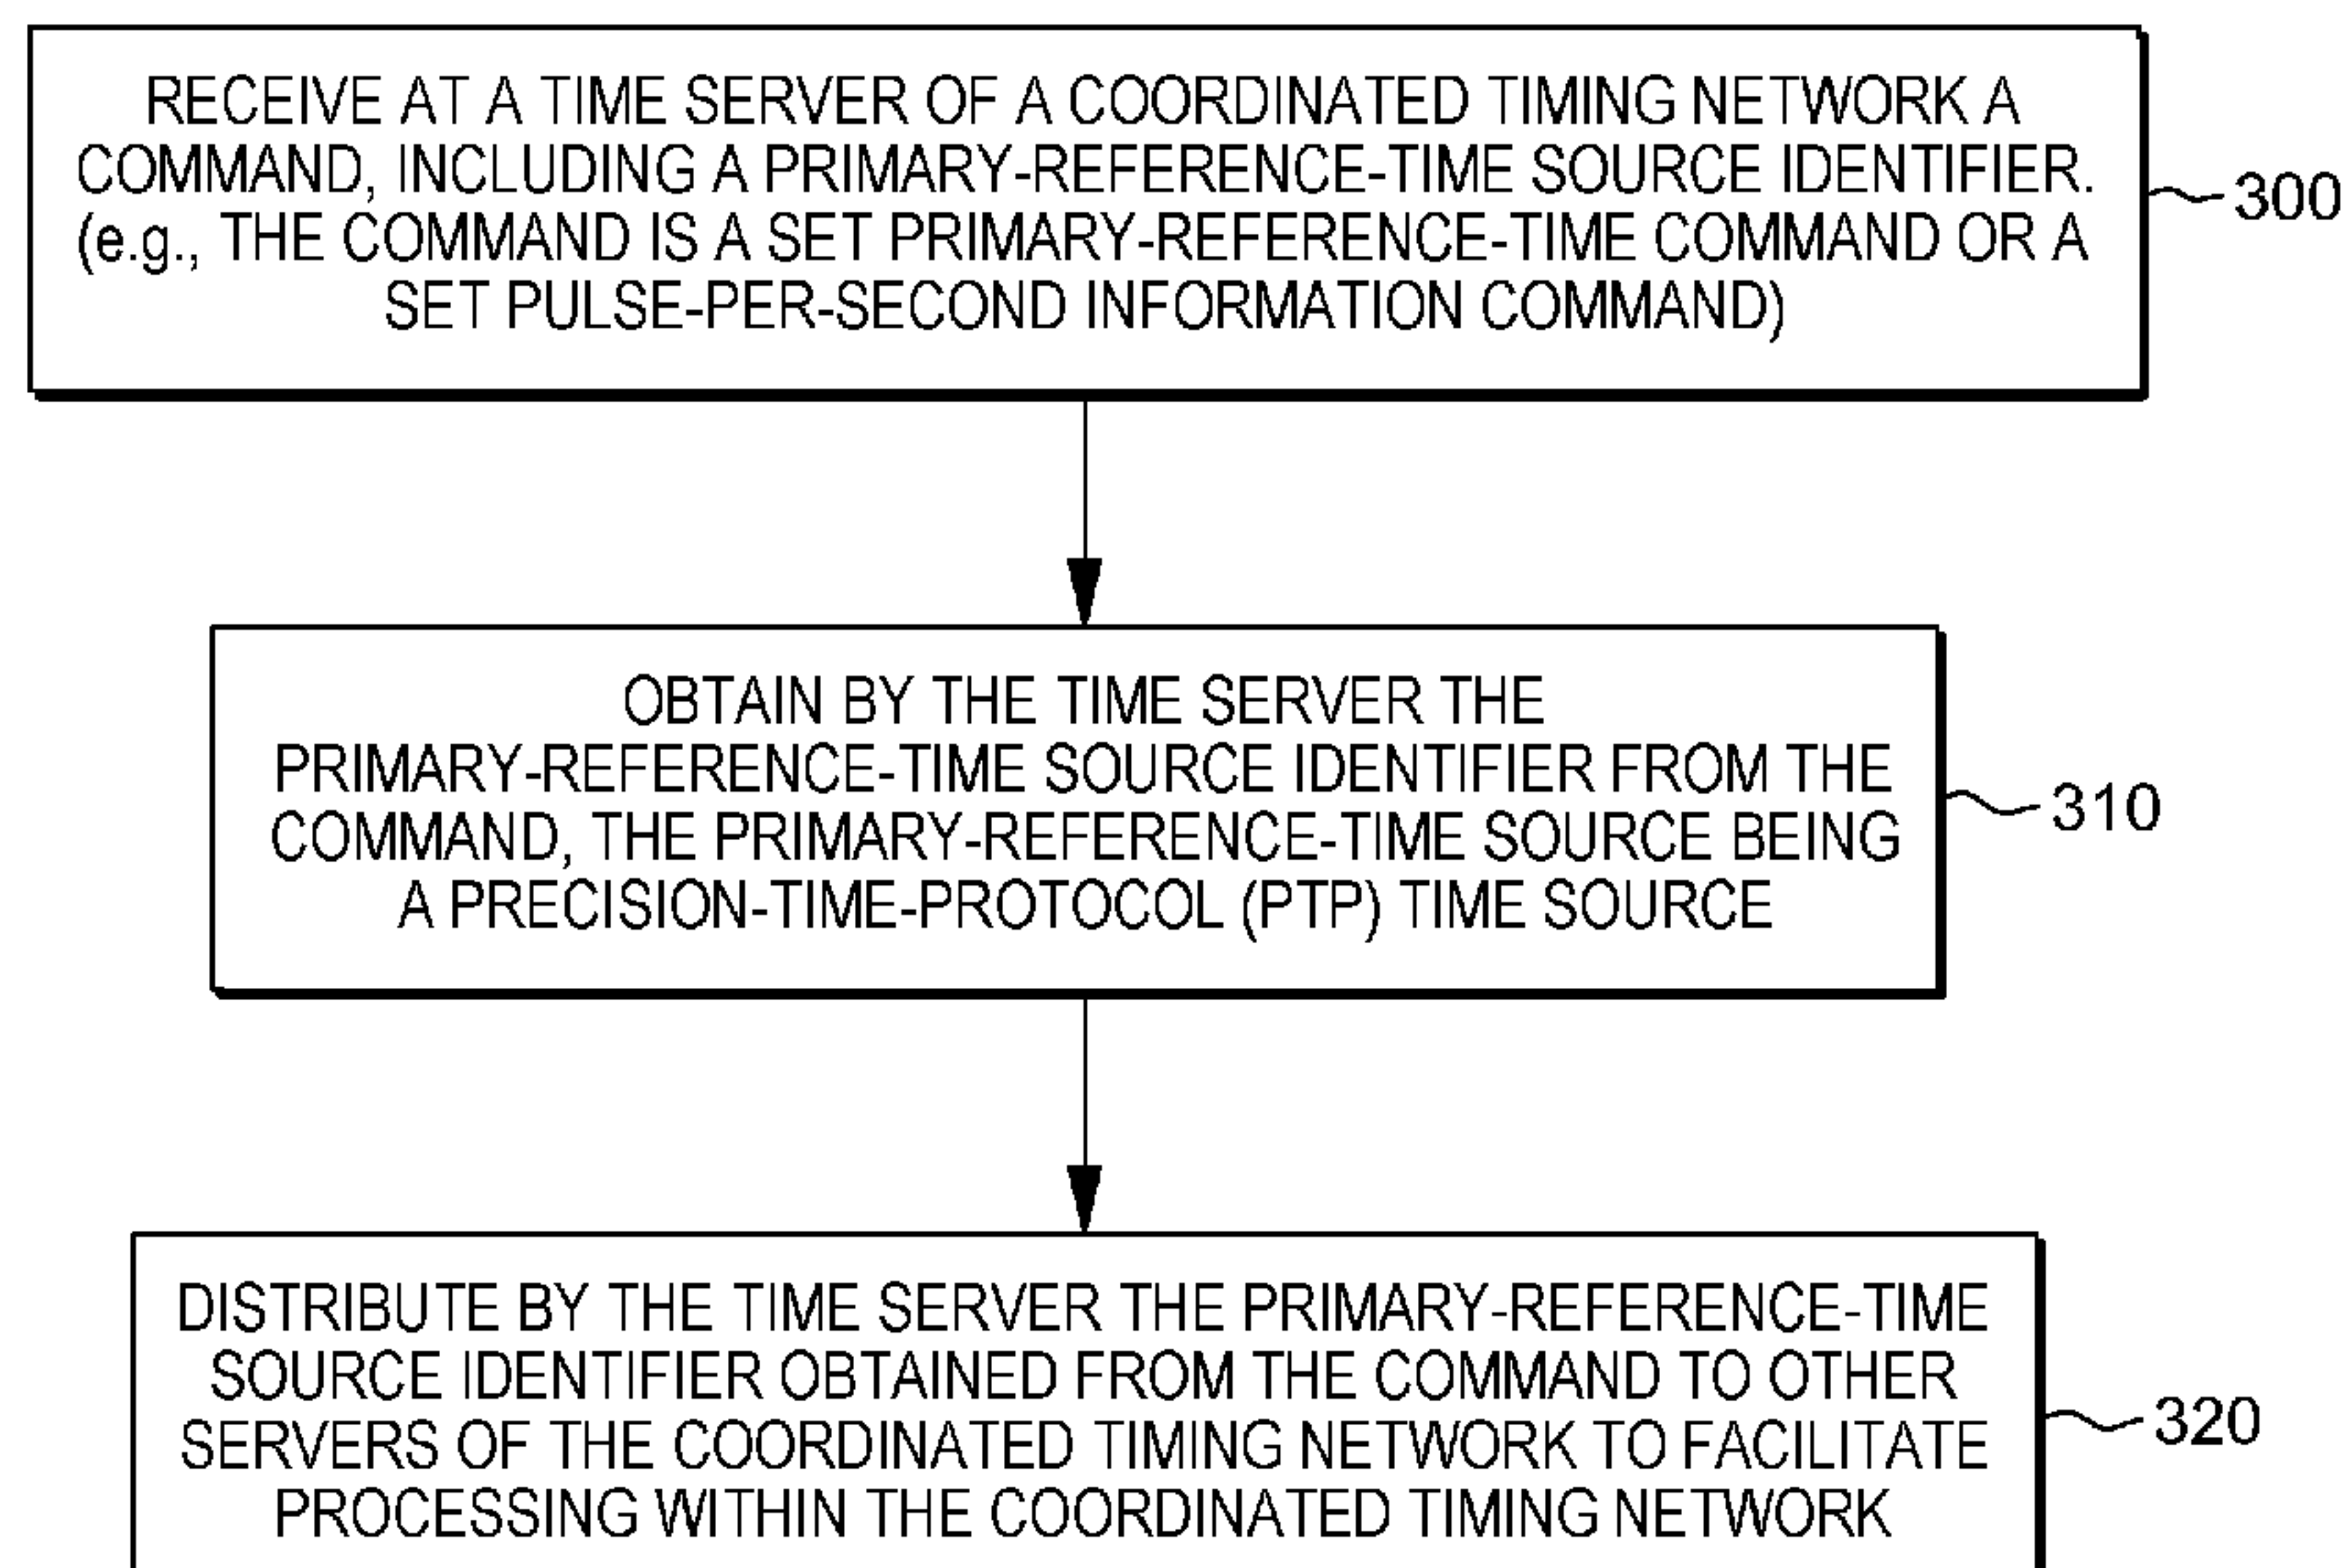 RECEIVE AT A TIME SERVER OF A COORDINATED TIMING NETWORK A
COMMAND, INCLUDING A PRIMARY-REFERENCE-TIME SOURCE IDENTIFIER.
(e.g., THE COMMAND IS A SET PRIMARY-REFERENCE-TIME COMMAND OR A
SET PULSE-PER-SECOND INFORMATION COMMAND)
300
OBTAIN BY THE TIME SERVER THE
PRIMARY-REFERENCE-TIME SOURCE IDENTIFIER FROM THE
COMMAND, THE PRIMARY-REFERENCE-TIME SOURCE BEING
A PRECISION-TIME-PROTOCOL (PTP) TIME SOURCE
310
DISTRIBUTE BY THE TIME SERVER THE PRIMARY-REFERENCE-TIME
SOURCE IDENTIFIER OBTAINED FROM THE COMMAND TO OTHER
SERVERS OF THE COORDINATED TIMING NETWORK TO FACILITATE
PROCESSING WITHIN THE COORDINATED TIMING NETWORK
320